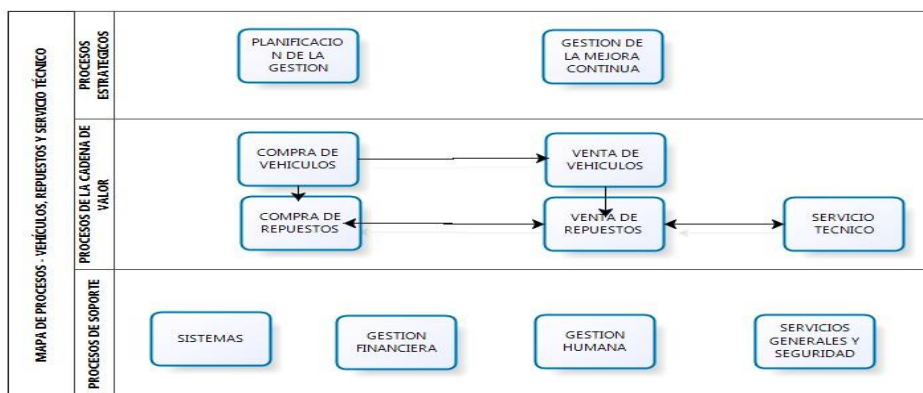 MAPA DE PROCESOS - VEHÍCULOS, REPUESTOS Y SERVICIO TÉCNICO
PROCESOS
ESTRATEGICOS
PLANIFICACIO
N DE LA
GESTION
GESTION DE
LA MEJORA
CONTINUA
PROCESOS DE LA CADENA DE
VALOR
COMPRA DE
VEHICULOS
VENTA DE
VEHICULOS
COMPRA DE
REPUESTOS
VENTA DE
REPUESTOS
SERVICIO
TECNICO
PROCESOS DE SOPORTE
SISTEMAS
GESTION
FINANCIERA
GESTION
HUMANA
SERVICIOS
GENERALES Y
SEGURIDAD